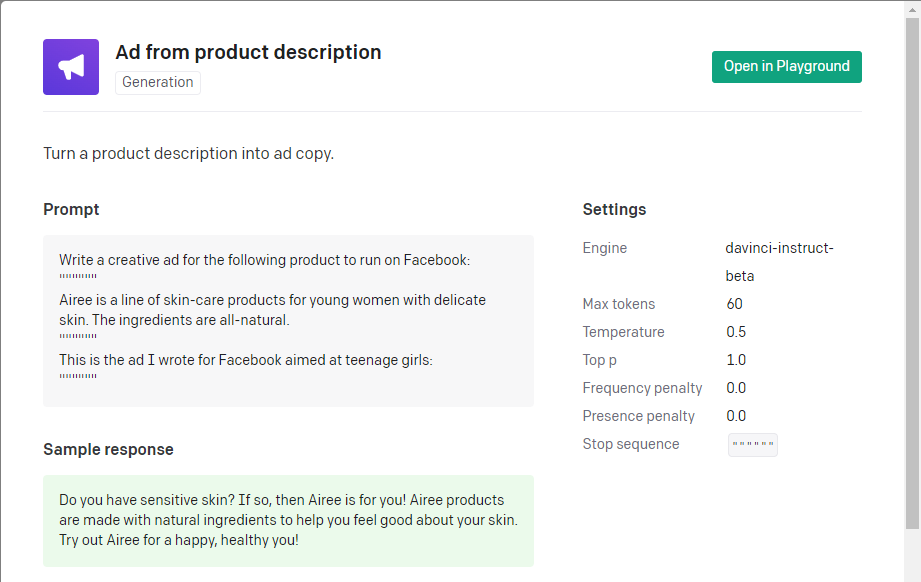 Ad from product description
Generation
Open in Playground
Turn a product description into ad copy.
Prompt
Write a creative ad for the following product to run on Facebook:
""""""
Airee is a line of skin-care products for young women with delicate
skin. The ingredients are all-natural.
""""""
This is the ad I wrote for Facebook aimed at teenage girls:
""""""
Sample response
Do you have sensitive skin? If so, then Airee is for you! Airee products
are made with natural ingredients to help you feel good about your skin.
Try out Airee for a happy, healthy you!
Settings
Engine davinci-instruct-
beta
Max tokens 60
Temperature 0.5
Top p 1.0
Frequency penalty 0.0
Presence penalty 0.0
Stop sequence """"""